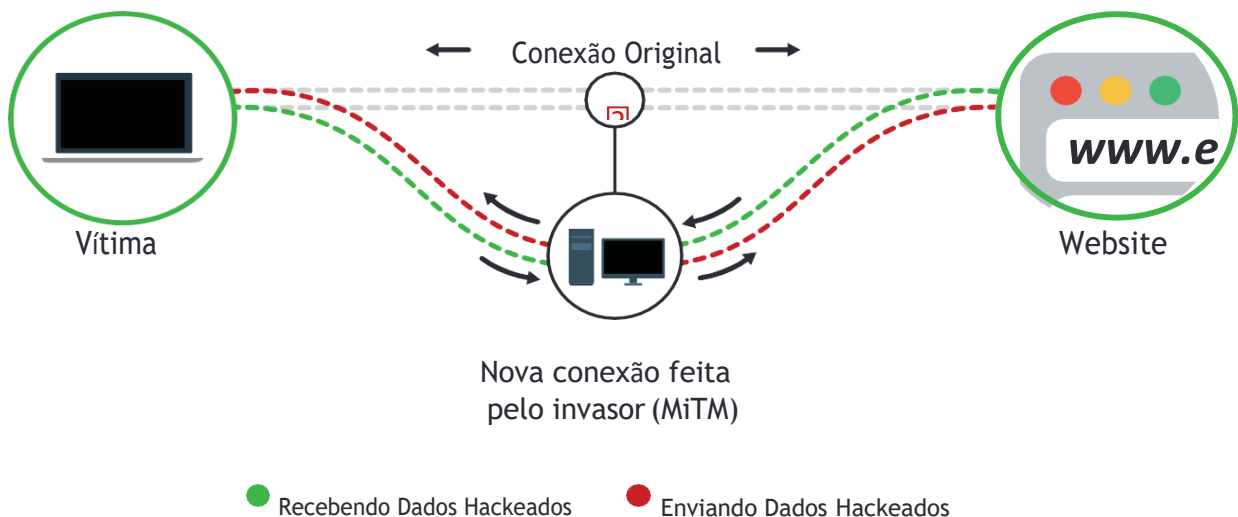 Conexão Original
www.e
Vítima
Website
Nova conexão feita
pelo invasor (MiTM)
Recebendo Dados Hackeados
Enviando Dados Hackeados